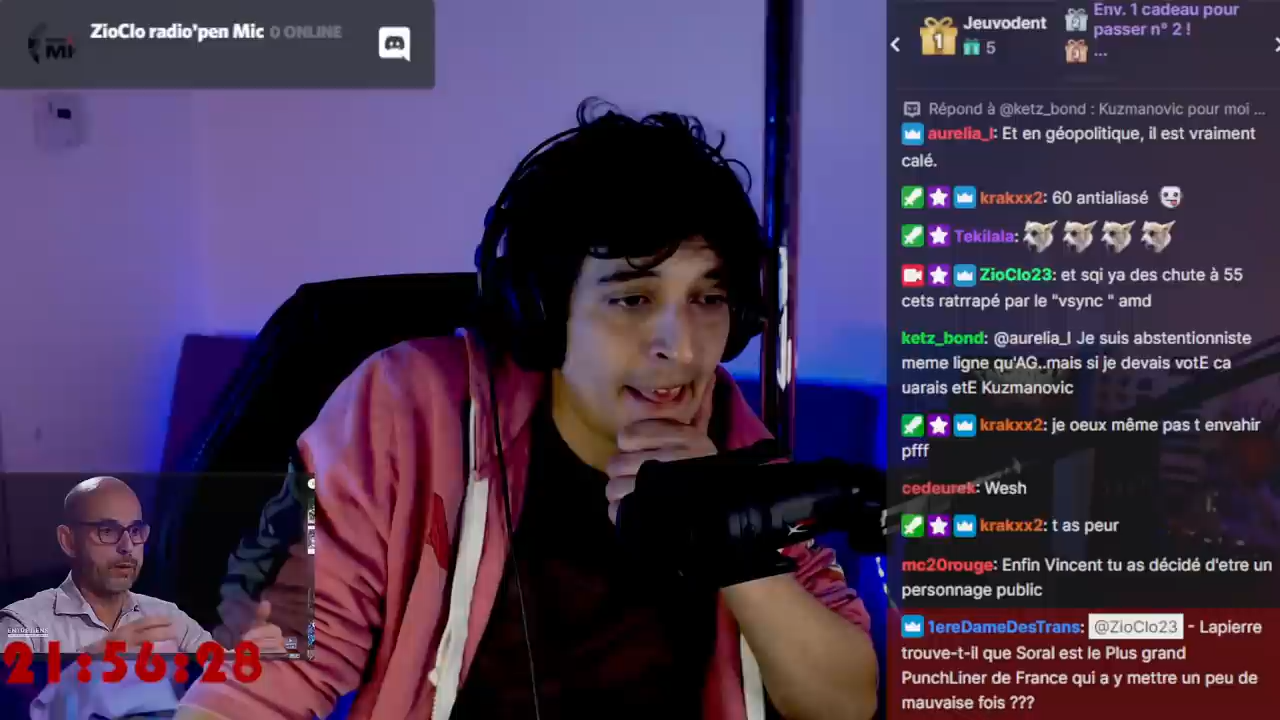 ZioClo radio'pen Mic 0 ONLINE
MI
1
Jeuvodent
5
2
Env. 1 cadeau pour
passer n° 2 !
3
...
Répond à @ketz_bond : Kuzmanovic pour moi ...
aurelia_l: Et en géopolitique, il est vraiment
calé.
krakxx2: 60 antialiasé
Tekilala:
ZioClo23: et sqi ya des chute à 55
cets ratrrapé par le "vsync " amd
ketz_bond: @aurelia_l Je suis abstentionniste
meme ligne qu'AG..mais si je devais votE ca
uarais etE Kuzmanovic
krakxx2: je oeux même pas t envahir
pfff
cedeurek: Wesh
krakxx2: t as peur
mc20rouge: Enfin Vincent tu as décidé d'etre un
personnage public
1ereDameDesTrans: @ZioClo23 - Lapierre
trouve-t-il que Soral est le Plus grand
PunchLiner de France qui a y mettre un peu de
mauvaise fois ???
21:56:28